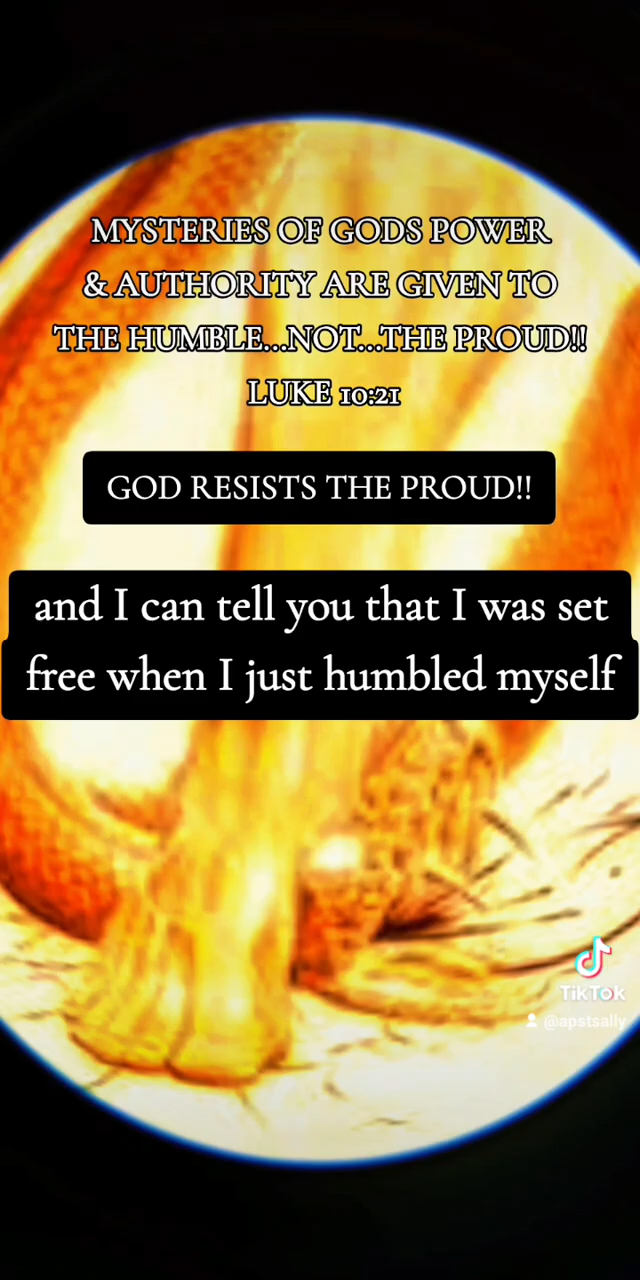 MYSTERIES OF GODS POWER
& AUTHORITY ARE GIVEN TO
THE HUMBLE...NOT...THE PROUD!!
LUKE 10:21
GOD RESISTS THE PROUD!!
and I can tell you that I was set
free when I just humbled myself
TikTok
@apstsally